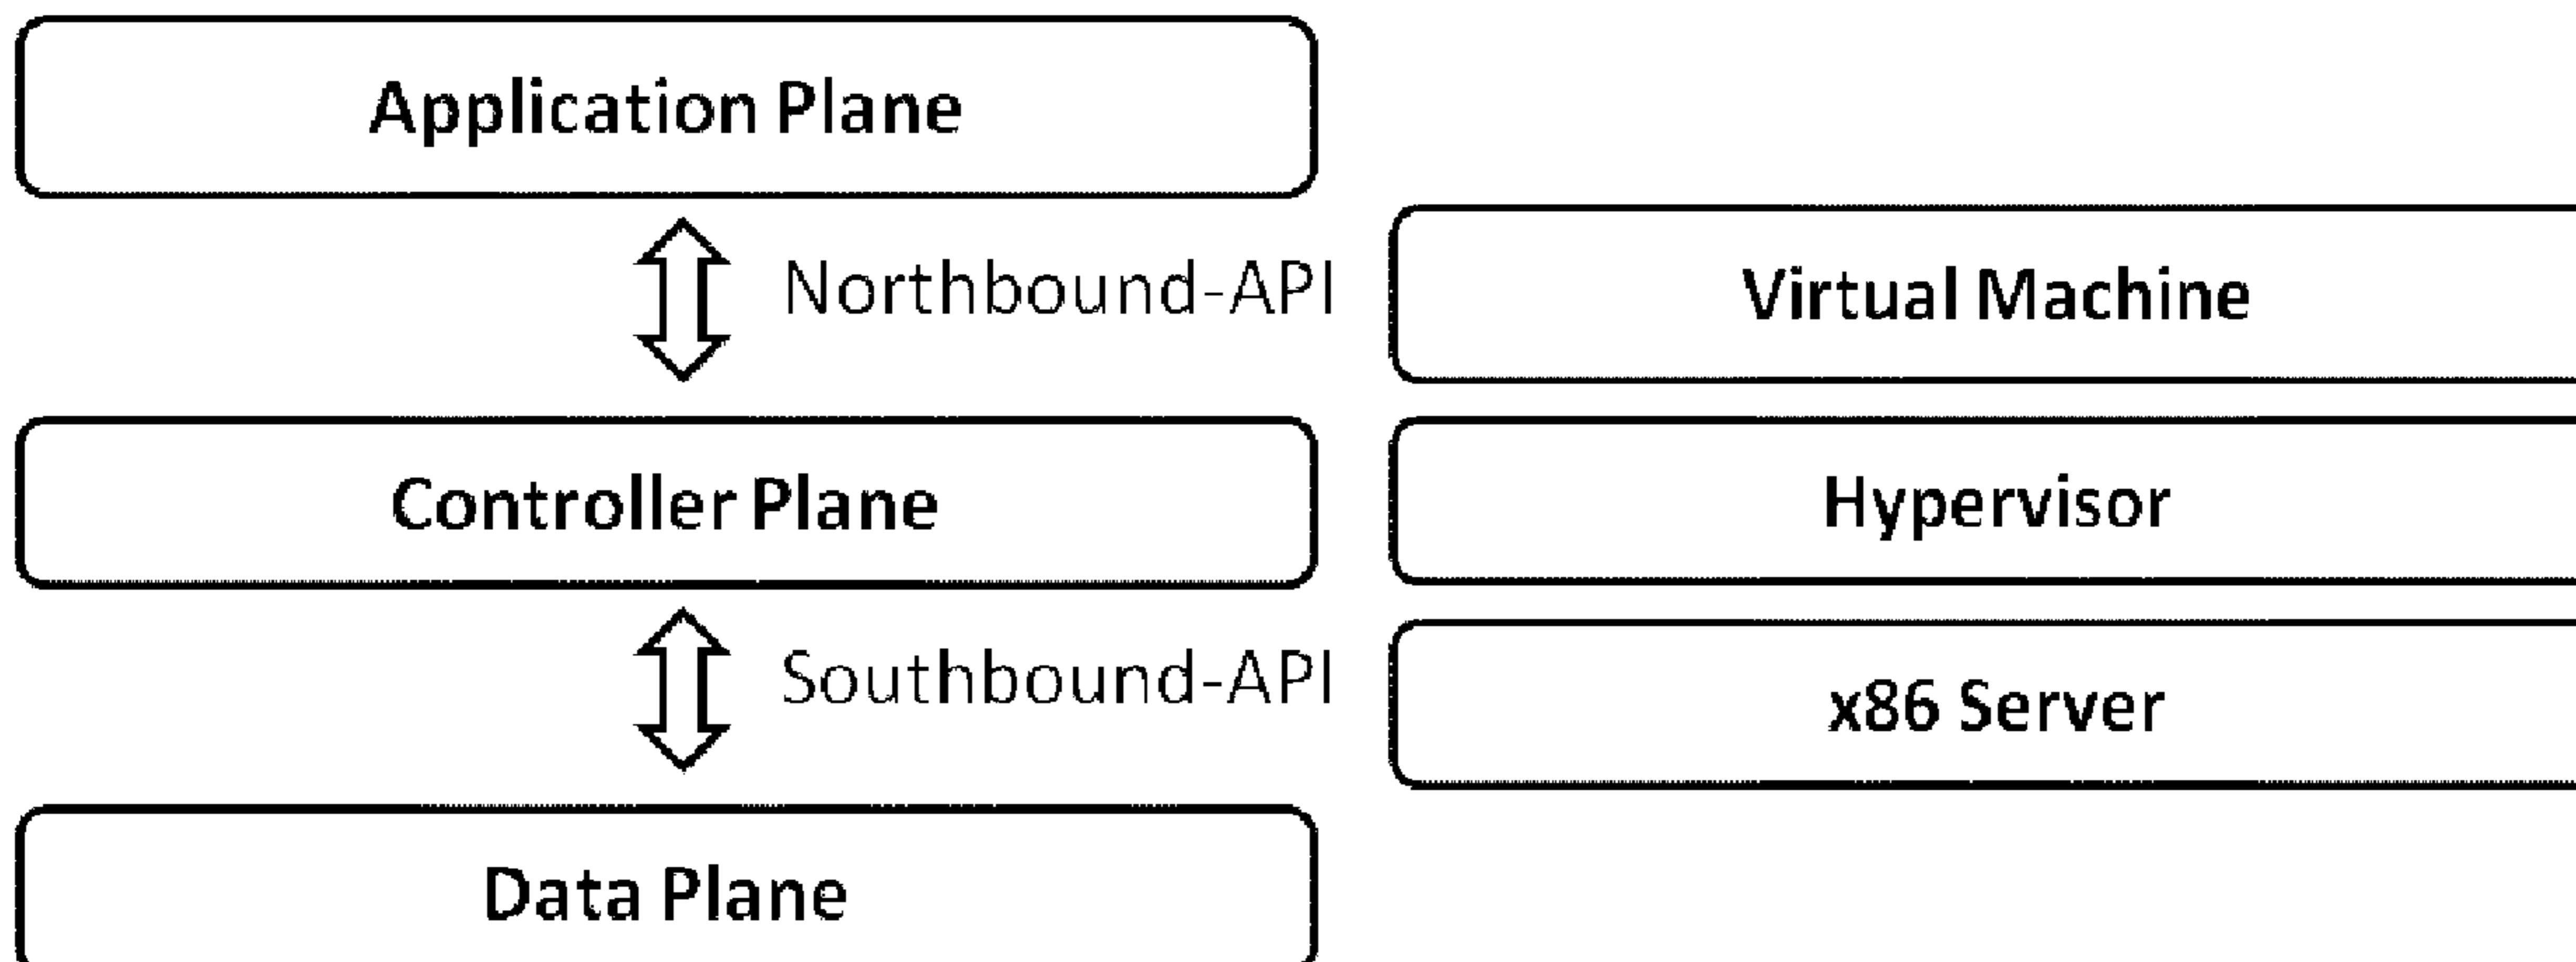 Application Plane
Northbound-API
Controller Plane
Southbound-API
Data Plane
Virtual Machine
Hypervisor
x86 Server